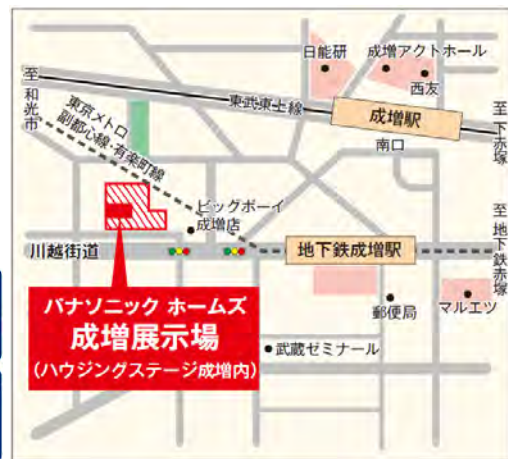 日能研
成増アクトホール
西友
至和光市
東武東上線
成増駅
至下赤塚
南口
東京メトロ
副都心線・有楽町線
ビッグボーイ
成増店
至地下鉄赤塚
川越街道
地下鉄成増駅
パナソニック ホームズ
成増展示場
(ハウジングステージ成増内)
郵便局
マルエツ
武蔵ゼミナール